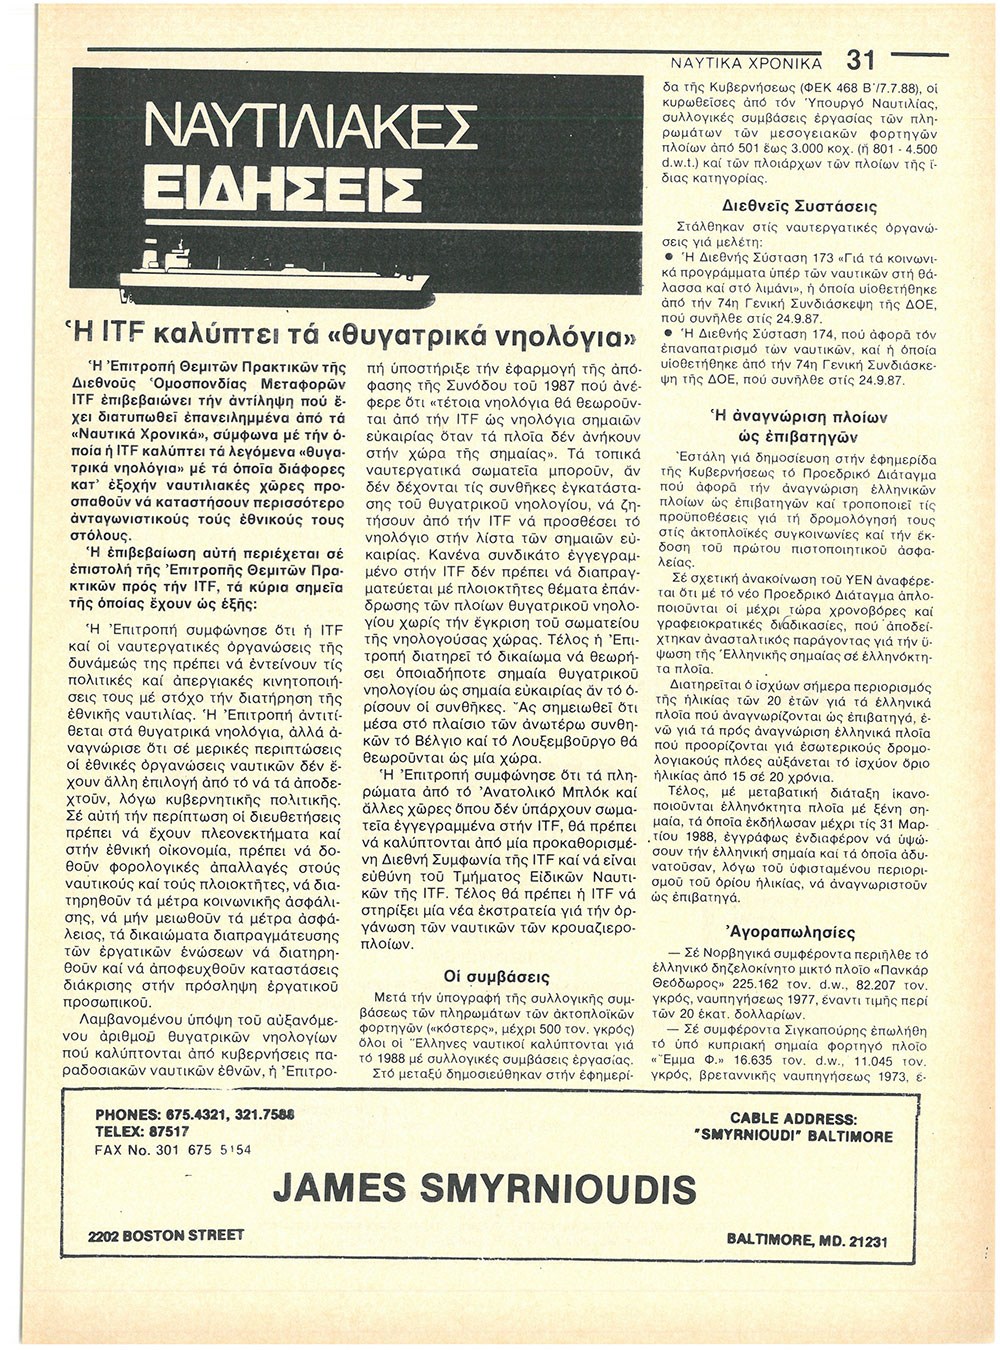 ΝΑΥΤΙΚΑ ΧΡΟΝΙΚΑ 31
ΝΑΥΤΙΛΙΑΚΕΣ
ΕΙΔΗΣΕΙΣ
Ἡ ITF καλύπτει τά «θυγατρικά νηολόγια»
Ἡ Ἐπιτροπή Θεμιτῶν Πρακτικῶν τῆς
Διεθνοῦς Ὁμοσπονδίας Μεταφορῶν
ITF ἐπιβεβαιώνει τήν ἀντίληψη πού ἔ-
χει διατυπωθεῖ ἐπανειλημμένα ἀπό τά
«Ναυτικά Χρονικά», σύμφωνα μέ τήν ὁ-
ποία ἡ ITF καλύπτει τά λεγόμενα «θυγα-
τρικά νηολόγια» μέ τά ὁποῖα διάφορες
κατ' ἐξοχήν ναυτιλιακές χῶρες προ-
σπαθοῦν νά καταστήσουν περισσότερο
ἀνταγωνιστικούς τούς ἐθνικούς τους
στόλους.
Ἡ ἐπιβεβαίωση αὐτή περιέχεται σέ
ἐπιστολή τῆς Ἐπιτροπῆς Θεμιτῶν Πρα-
κτικῶν πρός τήν ITF, τά κύρια σημεῖα
τῆς ὁποίας ἔχουν ὡς ἑξῆς:
Ἡ Ἐπιτροπή συμφώνησε ὅτι ἡ ITF
καί οἱ ναυτεργατικές ὀργανώσεις τῆς
δυνάμεώς της πρέπει νά ἐντείνουν τίς
πολιτικές καί ἀπεργιακές κινητοποιή-
σεις τους μέ στόχο τήν διατήρηση τῆς
ἐθνικῆς ναυτιλίας. Ἡ Ἐπιτροπή ἀντιτί-
θεται στά θυγατρικά νηολόγια, ἀλλά ἀ-
ναγνώρισε ὅτι σέ μερικές περιπτώσεις
οἱ ἐθνικές ὀργανώσεις ναυτικῶν δέν ἔ-
χουν ἄλλη ἐπιλογή ἀπό τό νά τά ἀποδε-
χτοῦν, λόγω κυβερνητικῆς πολιτικῆς.
Σέ αὐτή τήν περίπτωση οἱ διευθετήσεις
πρέπει νά ἔχουν πλεονεκτήματα καί
στήν ἐθνική οἰκονομία, πρέπει νά δο-
θοῦν φορολογικές ἀπαλλαγές στούς
ναυτικούς καί τούς πλοιοκτῆτες, νά δια-
τηρηθοῦν τά μέτρα κοινωνικῆς ἀσφάλι-
σης, νά μήν μειωθοῦν τά μέτρα ἀσφά-
λειας, τά δικαιώματα διαπραγμάτευσης
τῶν ἐργατικῶν ἑνώσεων νά διατηρη-
θοῦν καί νά ἀποφευχθοῦν καταστάσεις
διάκρισης στήν πρόσληψη ἐργατικοῦ
προσωπικοῦ.
Λαμβανομένου ὑπόψη τοῦ αὐξανόμε-
νου ἀριθμοῦ θυγατρικῶν νηολογίων
πού καλύπτονται ἀπό κυβερνήσεις πα-
ραδοσιακῶν ναυτικῶν ἐθνῶν, ἡ Ἐπιτρο-
πή ὑποστήριξε τήν ἐφαρμογή τῆς ἀπό-
φασης τῆς Συνόδου τοῦ 1987 πού ἀνέ-
φερε ὅτι «τέτοια νηολόγια θά θεωροῦν-
ται ἀπό τήν ITF ὡς νηολόγια σημαιῶν
εὐκαιρίας ὅταν τά πλοῖα δέν ἀνήκουν
στήν χώρα τῆς σημαίας». Τά τοπικά
ναυτεργατικά σωματεῖα μποροῦν, ἄν
δέν δέχονται τίς συνθῆκες ἐγκατάστα-
σης τοῦ θυγατρικοῦ νηολογίου, νά ζη-
τήσουν ἀπό τήν ITF νά προσθέσει τό
νηολόγιο στήν λίστα τῶν σημαιῶν εὐ-
καιρίας. Κανένα συνδικάτο ἐγγεγραμ-
μένο στήν ITF δέν πρέπει νά διαπραγ-
ματεύεται μέ πλοιοκτῆτες θέματα ἐπάν-
δρωσης τῶν πλοίων θυγατρικοῦ νηολο-
γίου χωρίς τήν ἔγκριση τοῦ σωματείου
τῆς νηολογούσας χώρας. Τέλος ἡ Ἐπι-
τροπή διατηρεῖ τό δικαίωμα νά θεωρή-
σει ὁποιαδήποτε σημαία θυγατρικοῦ
νηολογίου ὡς σημαία εὐκαιρίας ἄν τό ὁ-
ρίσουν οἱ συνθῆκες. Ἄς σημειωθεῖ ὅτι
μέσα στό πλαίσιο τῶν ἀνωτέρω συνθη-
κῶν τό Βέλγιο καί τό Λουξεμβοῦργο θά
θεωροῦνται ὡς μία χώρα.
Ἡ Ἐπιτροπή συμφώνησε ὅτι τά πλη-
ρώματα ἀπό τό Ἀνατολικό Μπλόκ καί
ἄλλες χῶρες ὅπου δέν ὑπάρχουν σωμα-
τεῖα ἐγγεγραμμένα στήν ITF, θά πρέπει
νά καλύπτονται ἀπό μία προκαθορισμέ-
νη Διεθνή Συμφωνία τῆς ITF καί νά εἶναι
εὐθύνη τοῦ Τμήματος Εἰδικῶν Ναυτι-
κῶν τῆς ITF. Τέλος θά πρέπει ἡ ITF νά
στηρίξει μία νέα ἐκστρατεία γιά τήν ὀρ-
γάνωση τῶν ναυτικῶν τῶν κρουαζιερο-
πλοίων.
Οἱ συμβάσεις
Μετά τήν ὑπογραφή τῆς συλλογικῆς συμ-
βάσεως τῶν πληρωμάτων τῶν ἀκτοπλοϊκῶν
φορτηγῶν («κόστερς», μέχρι 500 τον. γκρός)
ὅλοι οἱ Ἕλληνες ναυτικοί καλύπτονται γιά
τό 1988 μέ συλλογικές συμβάσεις ἐργασίας.
Στό μεταξύ δημοσιεύθηκαν στήν ἐφημερί-
δα τῆς Κυβερνήσεως (ΦΕΚ 468 Β΄/7.7.88), οἱ
κυρωθεῖσες ἀπό τόν Ὑπουργό Ναυτιλίας,
συλλογικές συμβάσεις ἐργασίας τῶν πλη-
ρωμάτων τῶν μεσογειακῶν φορτηγῶν
πλοίων ἀπό 501 ἕως 3.000 κοχ. (ἤ 801 - 4.500
d.w.t.) καί τῶν πλοιάρχων τῶν πλοίων τῆς ἴ-
διας κατηγορίας.
Διεθνεῖς Συστάσεις
Στάλθηκαν στίς ναυτεργατικές ὀργανώ-
σεις γιά μελέτη:
● Ἡ Διεθνής Σύσταση 173 «Γιά τά κοινωνι-
κά προγράμματα ὑπέρ τῶν ναυτικῶν στή θά-
λασσα καί στό λιμάνι», ἡ ὁποία υἱοθετήθηκε
ἀπό τήν 74η Γενική Συνδιάσκεψη τῆς ΔΟΕ,
πού συνῆλθε στίς 24.9.87.
● Ἡ Διεθνής Σύσταση 174, πού ἀφορᾶ τόν
ἐπαναπατρισμό τῶν ναυτικῶν, καί ἡ ὁποία
υἱοθετήθηκε ἀπό τήν 74η Γενική Συνδιάσκε-
ψη τῆς ΔΟΕ, πού συνῆλθε στίς 24.9.87.
Ἡ ἀναγνώριση πλοίων
ὡς ἐπιβατηγῶν
Ἐστάλη γιά δημοσίευση στήν ἐφημερίδα
τῆς Κυβερνήσεως τό Προεδρικό Διάταγμα
πού ἀφορᾶ τήν ἀναγνώριση ἑλληνικῶν
πλοίων ὡς ἐπιβατηγῶν καί τροποποιεῖ τίς
προϋποθέσεις γιά τή δρομολόγησή τους
στίς ἀκτοπλοϊκές συγκοινωνίες καί τήν ἔκ-
δοση τοῦ πρώτου πιστοποιητικοῦ ἀσφα-
λείας.
Σέ σχετική ἀνακοίνωση τοῦ ΥΕΝ ἀναφέρε-
ται ὅτι μέ τό νέο Προεδρικό Διάταγμα ἁπλο-
ποιοῦνται οἱ μέχρι τώρα χρονοβόρες καί
γραφειοκρατικές διαδικασίες, πού ἀποδεί-
χτηκαν ἀνασταλτικός παράγοντας γιά τήν ὕ-
ψωση τῆς Ἑλληνικῆς σημαίας σέ ἑλληνόκτη-
τα πλοῖα.
Διατηρεῖται ὁ ἰσχύων σήμερα περιορισμός
τῆς ἡλικίας τῶν 20 ἐτῶν γιά τά ἑλληνικά
πλοῖα πού ἀναγνωρίζονται ὡς ἐπιβατηγά, ἐ-
νῶ γιά τά πρός ἀναγνώριση ἑλληνικά πλοῖα
πού προορίζονται γιά ἐσωτερικούς δρομο-
λογιακούς πλόες αὐξάνεται τό ἰσχύον ὅριο
ἡλικίας ἀπό 15 σέ 20 χρόνια.
Τέλος, μέ μεταβατική διάταξη ἱκανο-
ποιοῦνται ἑλληνόκτητα πλοῖα μέ ξένη ση-
μαία, τά ὁποῖα ἐκδήλωσαν μέχρι τίς 31 Μαρ-
τίου 1988, ἐγγράφως ἐνδιαφέρον νά ὑψώ-
σουν τήν ἑλληνική σημαία καί τά ὁποῖα ἀδυ-
νατοῦσαν, λόγω τοῦ ὑφισταμένου περιορι-
σμοῦ τοῦ ὁρίου ἡλικίας, νά ἀναγνωριστοῦν
ὡς ἐπιβατηγά.
Ἀγοραπωλησίες
— Σέ Νορβηγικά συμφέροντα περιῆλθε τό
ἑλληνικό δηζελοκίνητο μικτό πλοῖο «Πανκάρ
Θεόδωρος» 225.162 τον. d.w., 82.207 τον.
γκρός, ναυπηγήσεως 1977, ἔναντι τιμῆς περί
τῶν 20 ἑκατ. δολλαρίων.
— Σέ συμφέροντα Σιγκαπούρης ἐπωλήθη
τό ὑπό κυπριακή σημαία φορτηγό πλοῖο
«Ἔμμα Φ.» 16.635 τον. d.w., 11.045 τον.
γκρός, βρεταννικῆς ναυπηγήσεως 1973, ἔ-
PHONES: 675.4321, 321.7588
TELEX: 87517
FAX No. 301 675 5154
CABLE ADDRESS:
"SMYRNIOUDI" BALTIMORE
JAMES SMYRNIOUDIS
2202 BOSTON STREET
BALTIMORE, MD. 21231